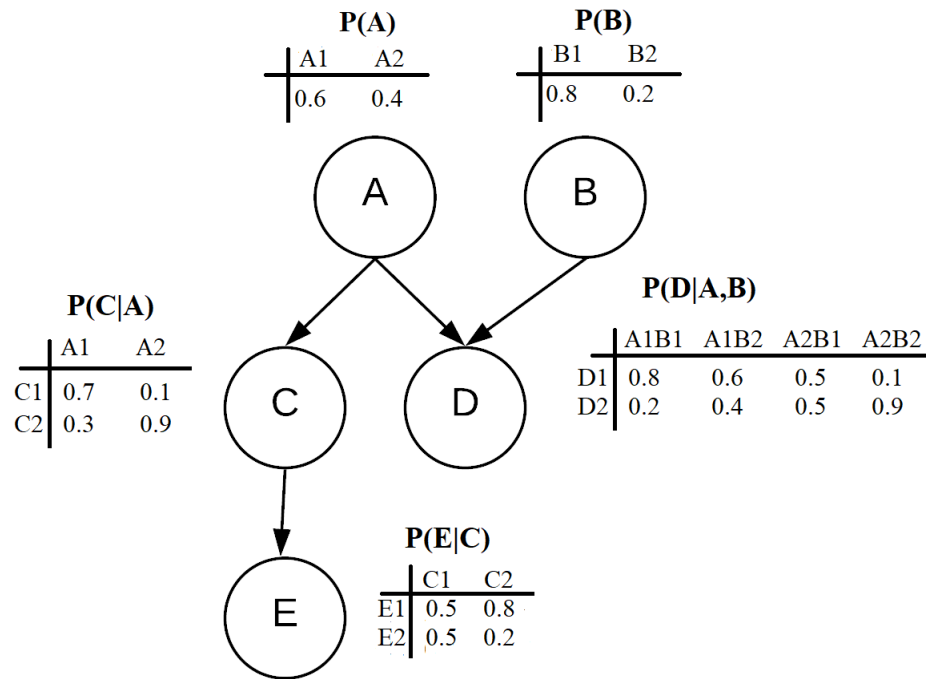 P(A)
A1 A2
0.6 0.4
P(B)
B1 B2
0.8 0.2
A
B
P(C|A)
A1 A2
C1 0.7 0.1
C2 0.3 0.9
C
D
P(D|A,B)
A1B1 A1B2 A2B1 A2B2
D1 0.8 0.6 0.5 0.1
D2 0.2 0.4 0.5 0.9
E
P(E|C)
C1 C2
E1 0.5 0.8
E2 0.5 0.2